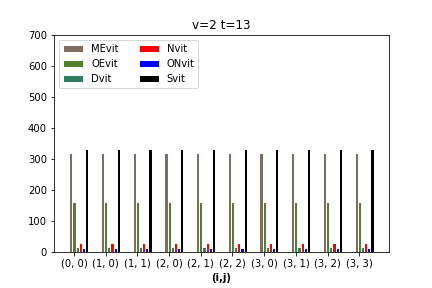 v=2 t=13
700
600
500
400
300
200
100
0
MEvit
OEvit
Dvit
Nvit
ONvit
Svit
(0, 0) (1, 0) (1, 1) (2, 0) (2, 1) (2, 2) (3, 0) (3, 1) (3, 2) (3, 3)
(i,j)